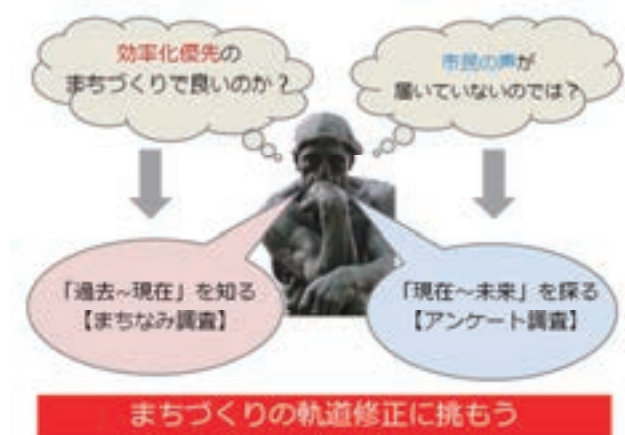 効率化優先の
まちづくりで良いのか？
市民の声が
届いていないのでは？
「過去~現在」を知る
【まちなみ調査】
「現在~未来」を探る
【アンケート調査】
まちづくりの軌道修正に挑もう